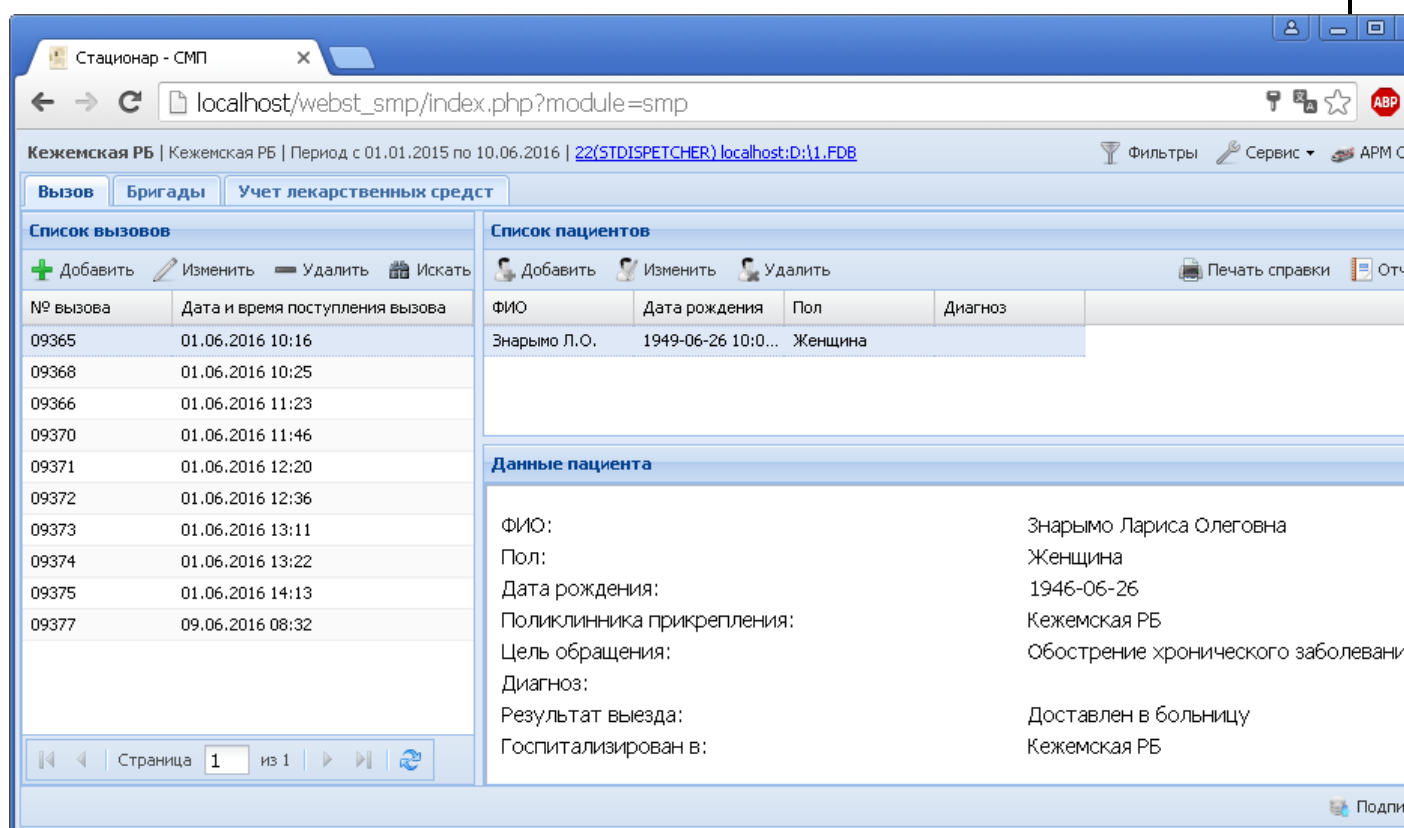 Стационар - СМП
localhost/webst_smp/index.php?module=smp
ABP
Кежемская РБ | Кежемская РБ | Период с 01.01.2015 по 10.06.2016 | 22(STDISPETCHER) localhost:D:\1.FDB
Фильтры Сервис АРМ С
Вызов Бригады Учет лекарственных средст
Список вызовов
Добавить Изменить Удалить Искать
№ вызова Дата и время поступления вызова
09365 01.06.2016 10:16
09368 01.06.2016 10:25
09366 01.06.2016 11:23
09370 01.06.2016 11:46
09371 01.06.2016 12:20
09372 01.06.2016 12:36
09373 01.06.2016 13:11
09374 01.06.2016 13:22
09375 01.06.2016 14:13
09377 09.06.2016 08:32
Страница 1 из 1
Список пациентов
Добавить Изменить Удалить Печать справки Отч
ФИО Дата рождения Пол Диагноз
Знарымо Л.О. 1949-06-26 10:0... Женщина
Данные пациента
ФИО: Знарымо Лариса Олеговна
Пол: Женщина
Дата рождения: 1946-06-26
Поликлинника прикрепления: Кежемская РБ
Цель обращения: Обострение хронического заболевани
Диагноз:
Результат выезда: Доставлен в больницу
Госпитализирован в: Кежемская РБ
Подпи